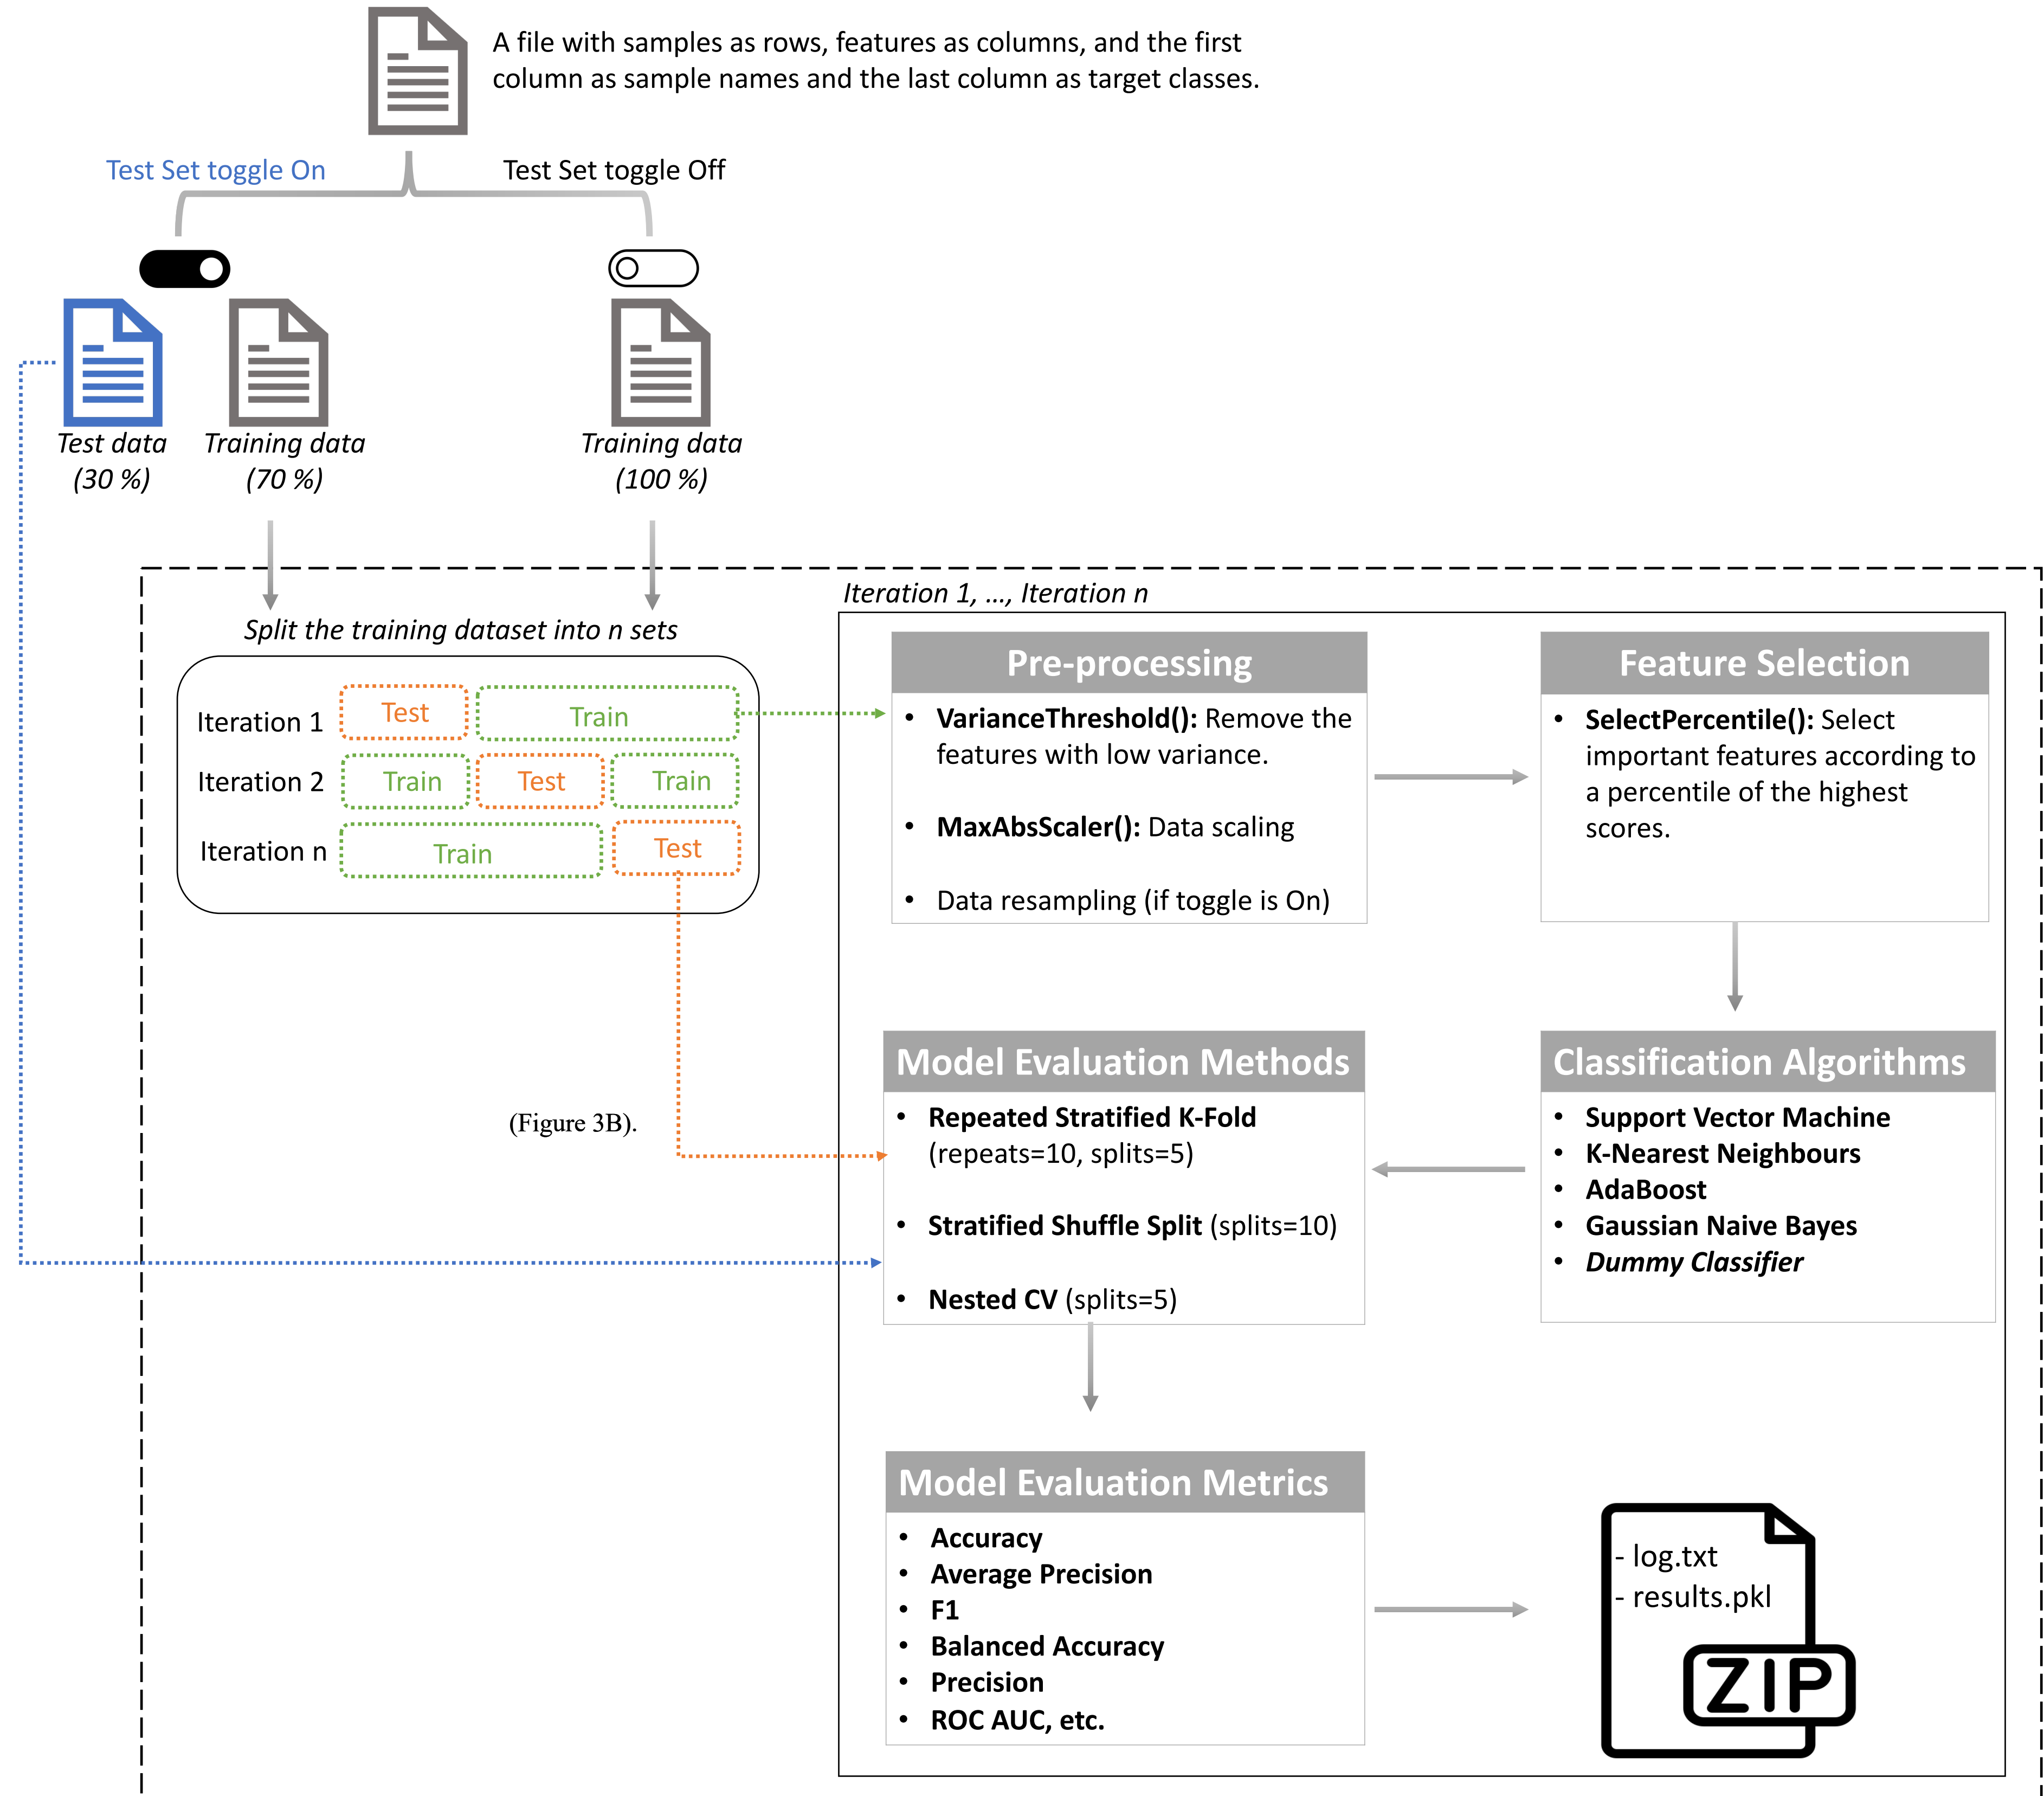 A file with samples as rows, features as columns, and the first
column as sample names and the last column as target classes.
Test Set toggle On
Test Set toggle Off
Test data
(30 %)
Training data
(70 %)
Training data
(100 %)
Split the training dataset into n sets
Iteration 1
Test
Train
Iteration 2
Train
Test
Train
Iteration n
Train
Test
(Figure 3B).
Iteration 1, ..., Iteration n
Pre-processing
• VarianceThreshold(): Remove the
features with low variance.
• MaxAbsScaler(): Data scaling
• Data resampling (if toggle is On)
Feature Selection
• SelectPercentile(): Select
important features according to
a percentile of the highest
scores.
Classification Algorithms
• Support Vector Machine
• K-Nearest Neighbours
• AdaBoost
• Gaussian Naive Bayes
• Dummy Classifier
Model Evaluation Methods
• Repeated Stratified K-Fold
(repeats=10, splits=5)
• Stratified Shuffle Split (splits=10)
• Nested CV (splits=5)
Model Evaluation Metrics
• Accuracy
• Average Precision
• F1
• Balanced Accuracy
• Precision
• ROC AUC, etc.
- log.txt
- results.pkl
ZIP